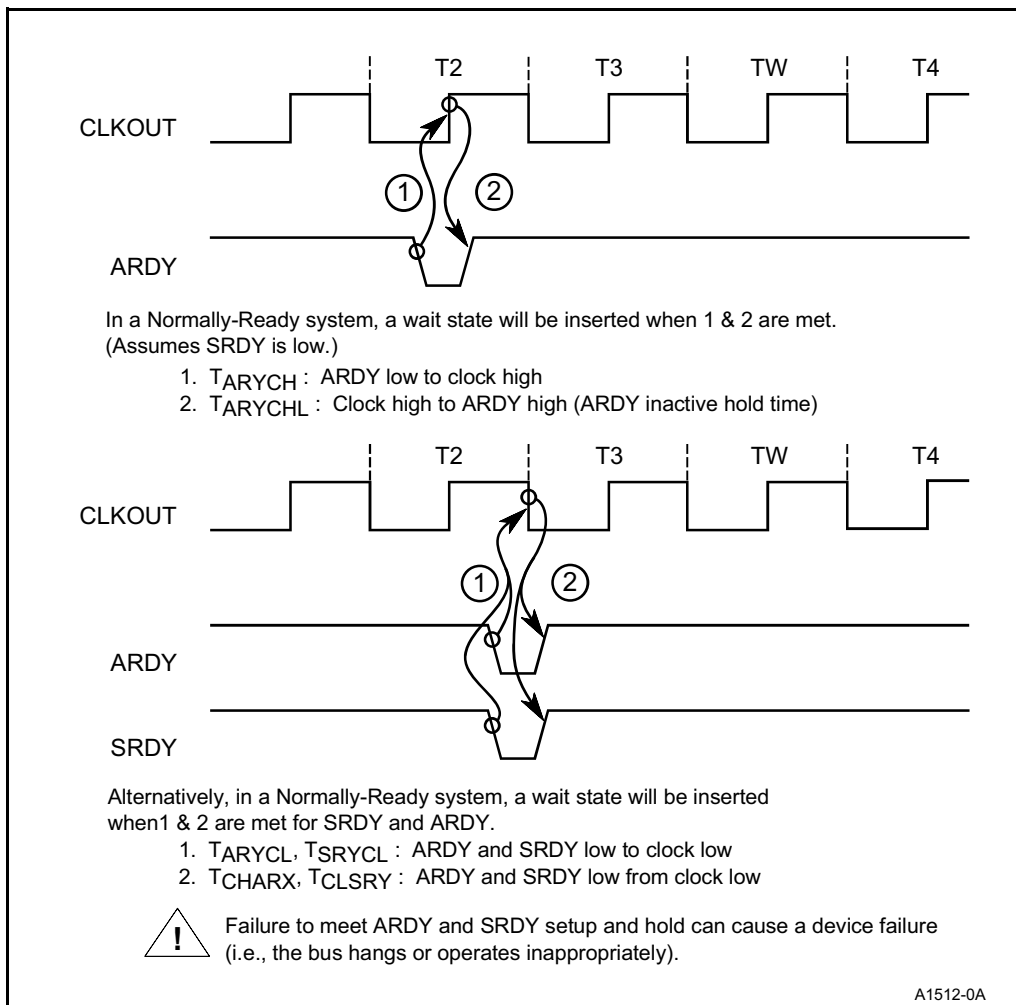 T2 T3 TW T4
CLKOUT
1 2
ARDY
In a Normally-Ready system, a wait state will be inserted when 1 & 2 are met.
(Assumes SRDY is low.)
1. TARYCH : ARDY low to clock high
2. TARYCHL : Clock high to ARDY high (ARDY inactive hold time)
T2 T3 TW T4
CLKOUT
1 2
ARDY
SRDY
Alternatively, in a Normally-Ready system, a wait state will be inserted
when1 & 2 are met for SRDY and ARDY.
1. TARYCL, TSRYCL : ARDY and SRDY low to clock low
2. TCHARX, TCLSRY : ARDY and SRDY low from clock low
! Failure to meet ARDY and SRDY setup and hold can cause a device failure
(i.e., the bus hangs or operates inappropriately).
A1512-0A